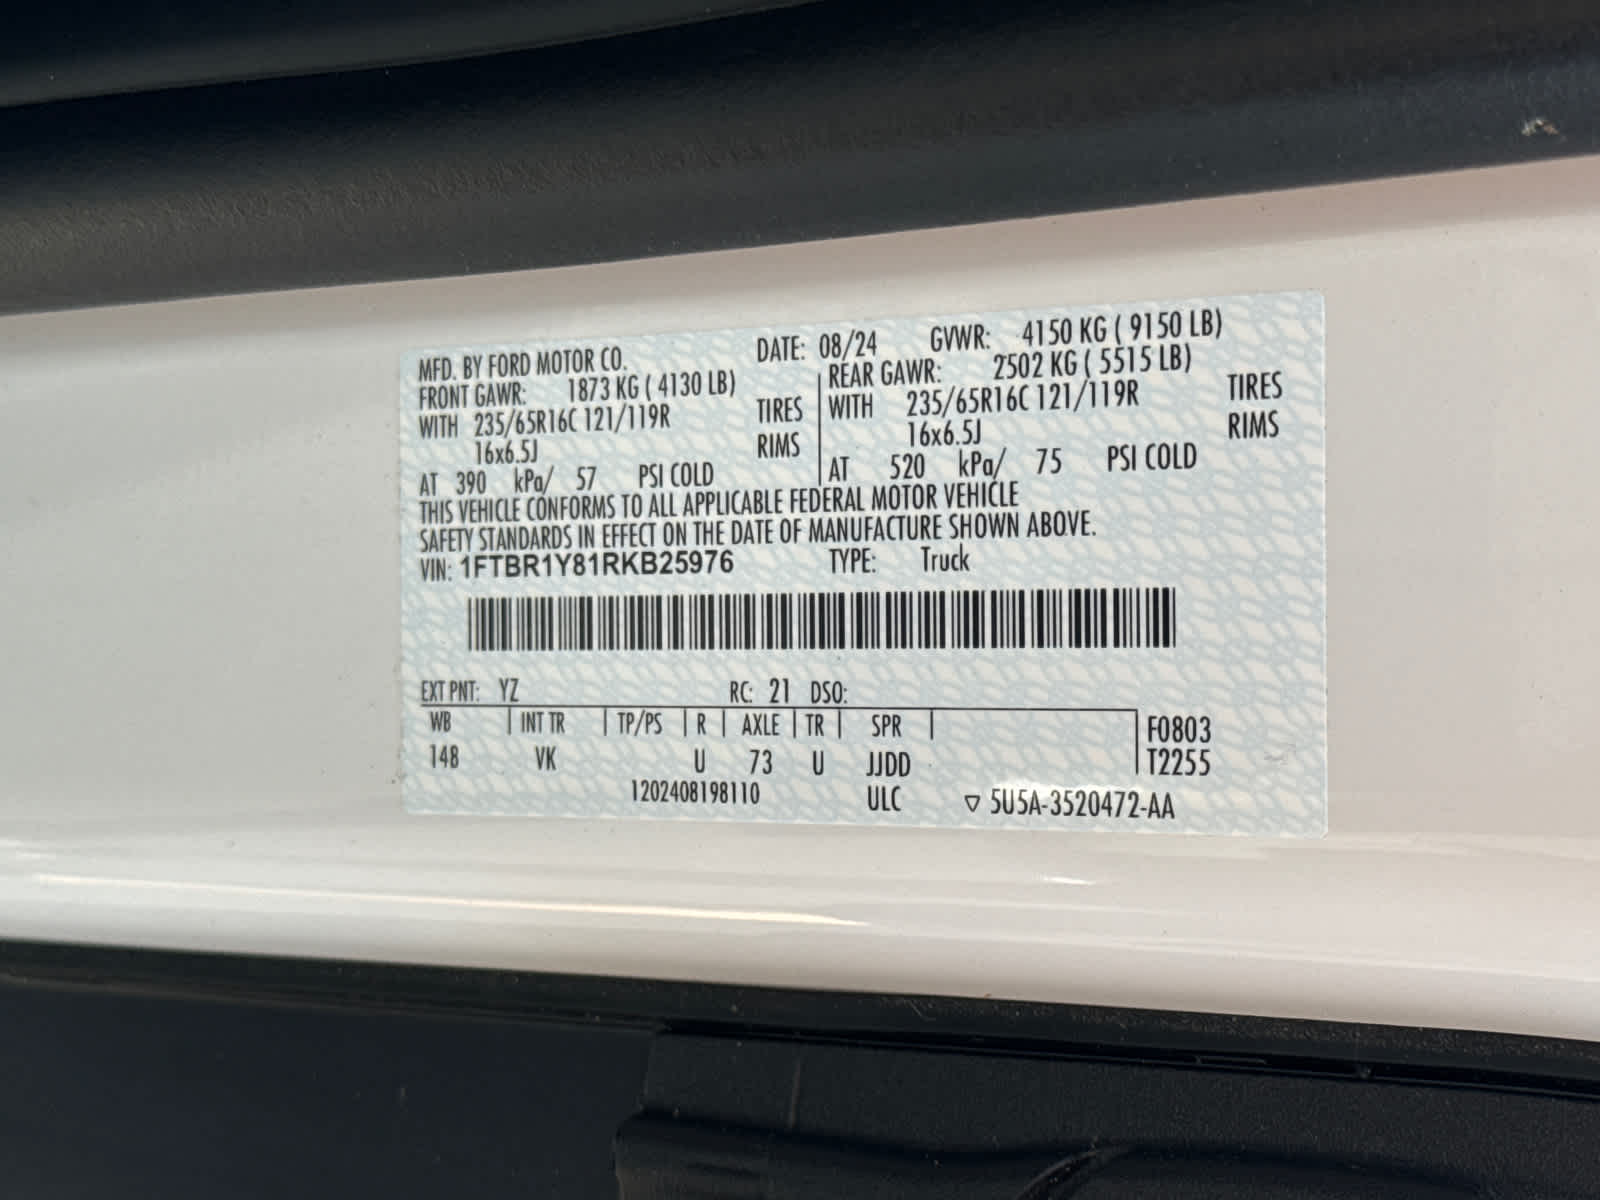 MFD. BY FORD MOTOR CO. DATE: 08/24 GVWR: 4150 KG ( 9150 LB)
FRONT GAWR: 1873 KG ( 4130 LB) REAR GAWR: 2502 KG ( 5515 LB)
WITH 235/65R16C 121/119R TIRES WITH 235/65R16C 121/119R TIRES
16x6.5J RIMS 16x6.5J RIMS
AT 390 kPa/ 57 PSI COLD AT 520 kPa/ 75 PSI COLD
THIS VEHICLE CONFORMS TO ALL APPLICABLE FEDERAL MOTOR VEHICLE
SAFETY STANDARDS IN EFFECT ON THE DATE OF MANUFACTURE SHOWN ABOVE.
VIN: 1FTBR1Y81RKB25976 TYPE: Truck
EXT PNT: YZ RC: 21 DSO:
WB INT TR TP/PS R AXLE TR SPR F0803
148 VK U 73 U JJDD T2255
1202408198110 ULC ▽ 5U5A-3520472-AA